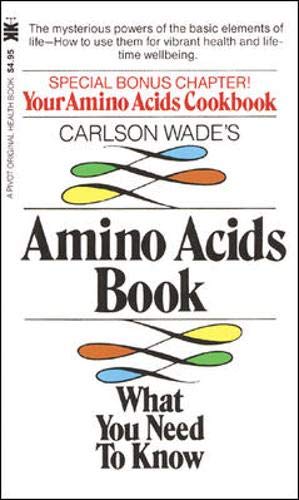 The mysterious powers of the basic elements of
life—How to use them for vibrant health and life-
time wellbeing.
SPECIAL BONUS CHAPTER!
Your Amino Acids Cookbook
CARLSON WADE'S
Amino Acids
Book
What
You Need
To Know
A PIVOT ORIGINAL HEALTH BOOK
$4.95